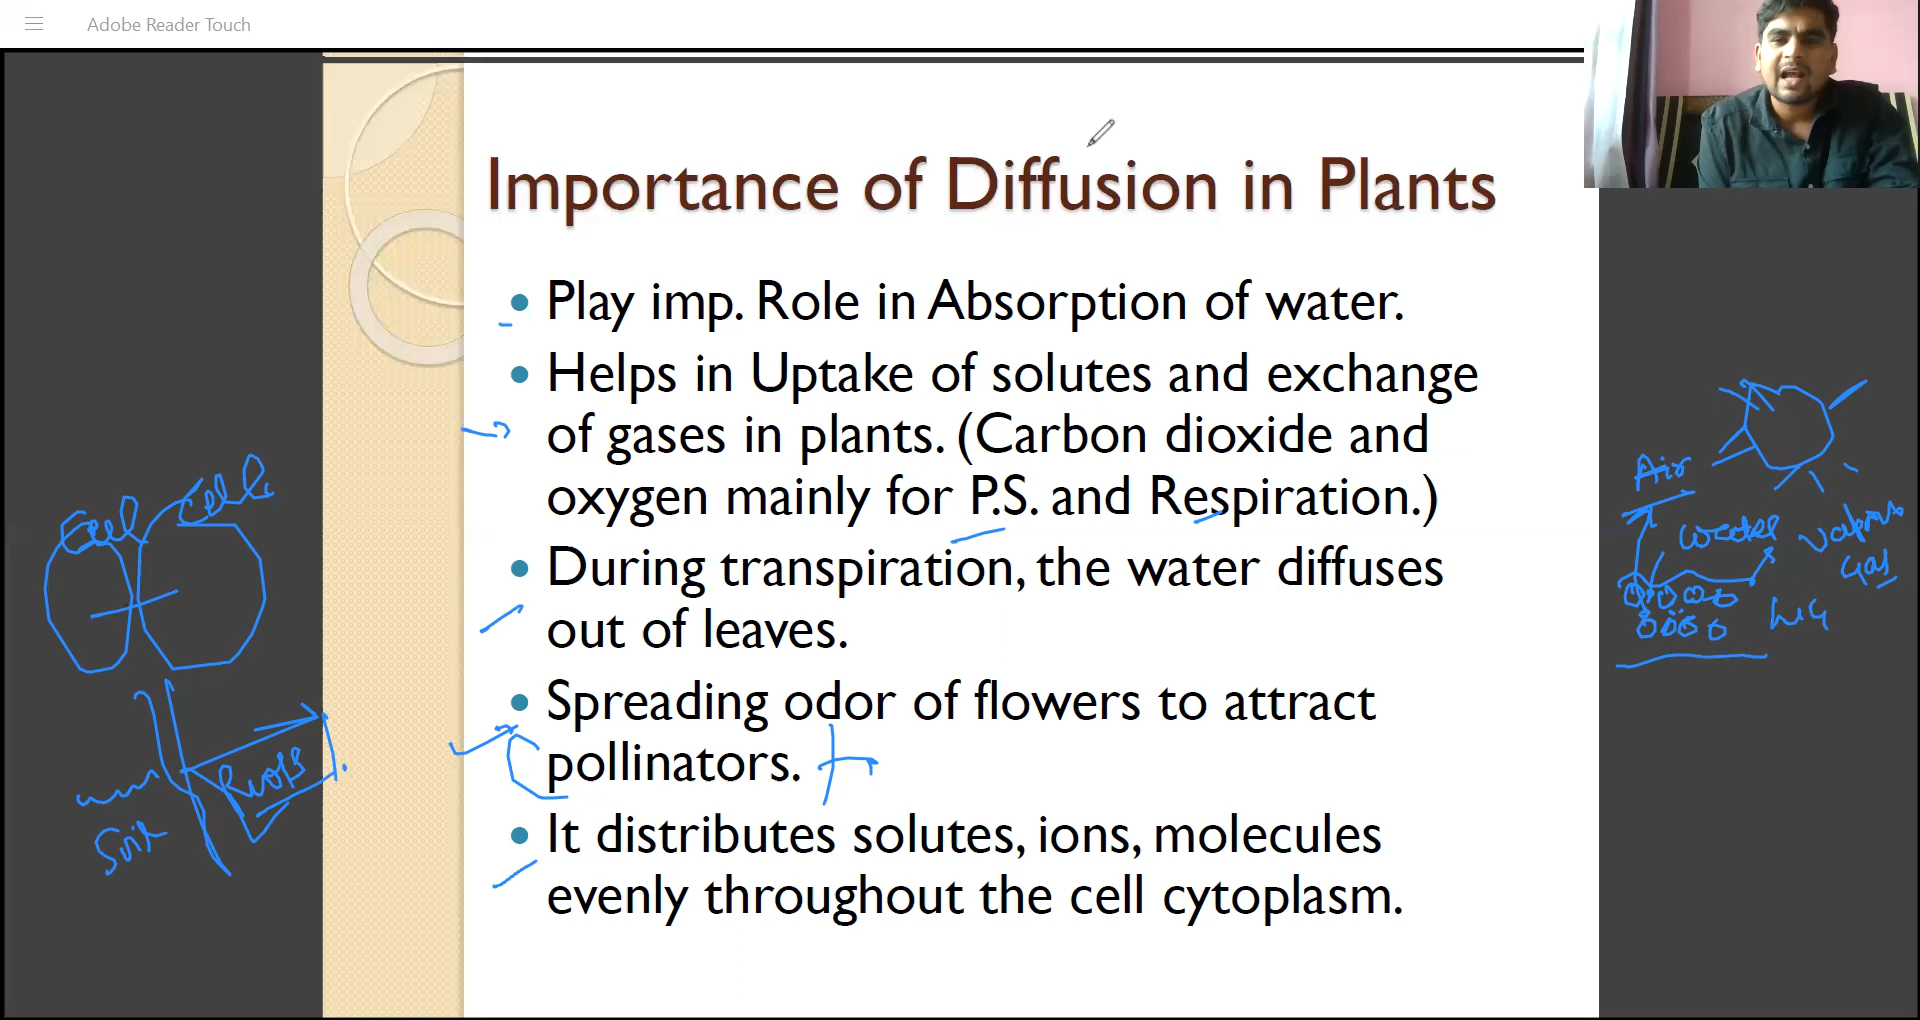 Adobe Reader Touch
Importance of Diffusion in Plants
• Play imp. Role in Absorption of water.
• Helps in Uptake of solutes and exchange
of gases in plants. (Carbon dioxide and
oxygen mainly for P.S. and Respiration.)
• During transpiration, the water diffuses
out of leaves.
• Spreading odor of flowers to attract
pollinators.
• It distributes solutes, ions, molecules
evenly throughout the cell cytoplasm.
Cell
Roots
Soil
Air
water
gas